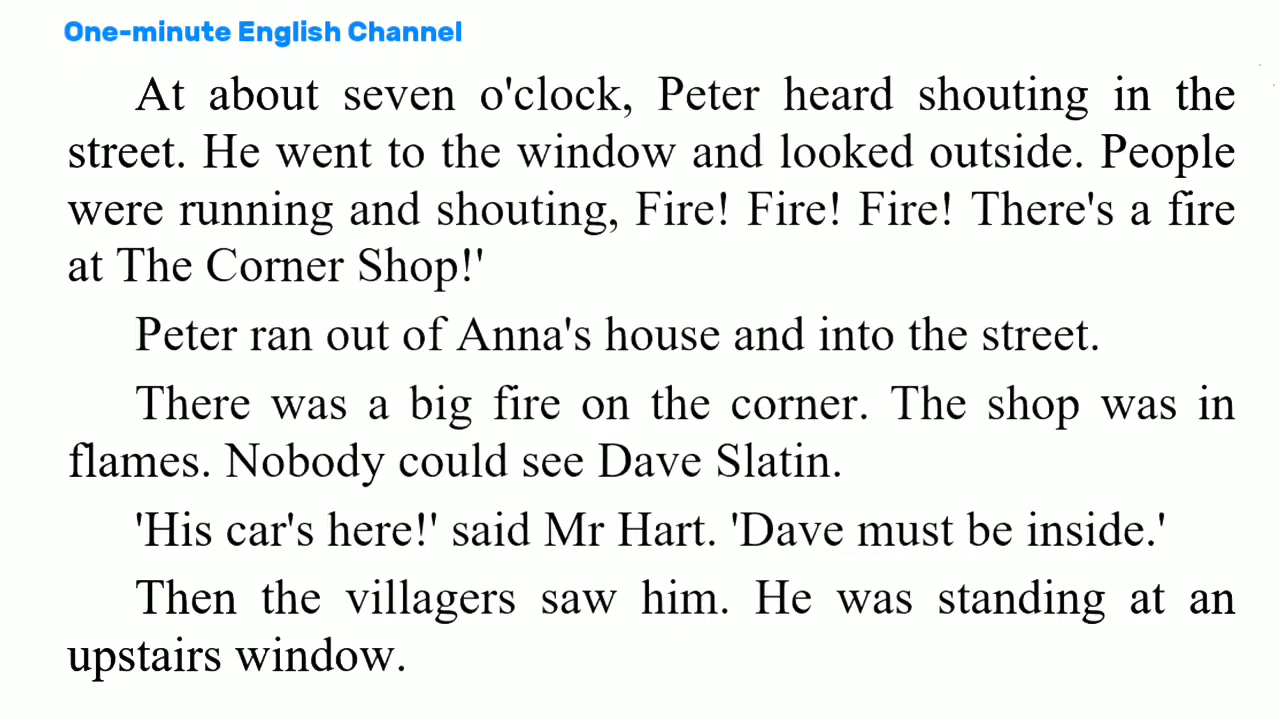 One-minute English Channel
At about seven o'clock, Peter heard shouting in the
street. He went to the window and looked outside. People
were running and shouting, Fire! Fire! Fire! There's a fire
at The Corner Shop!'
Peter ran out of Anna's house and into the street.
There was a big fire on the corner. The shop was in
flames. Nobody could see Dave Slatin.
'His car's here!' said Mr Hart. 'Dave must be inside.'
Then the villagers saw him. He was standing at an
upstairs window.